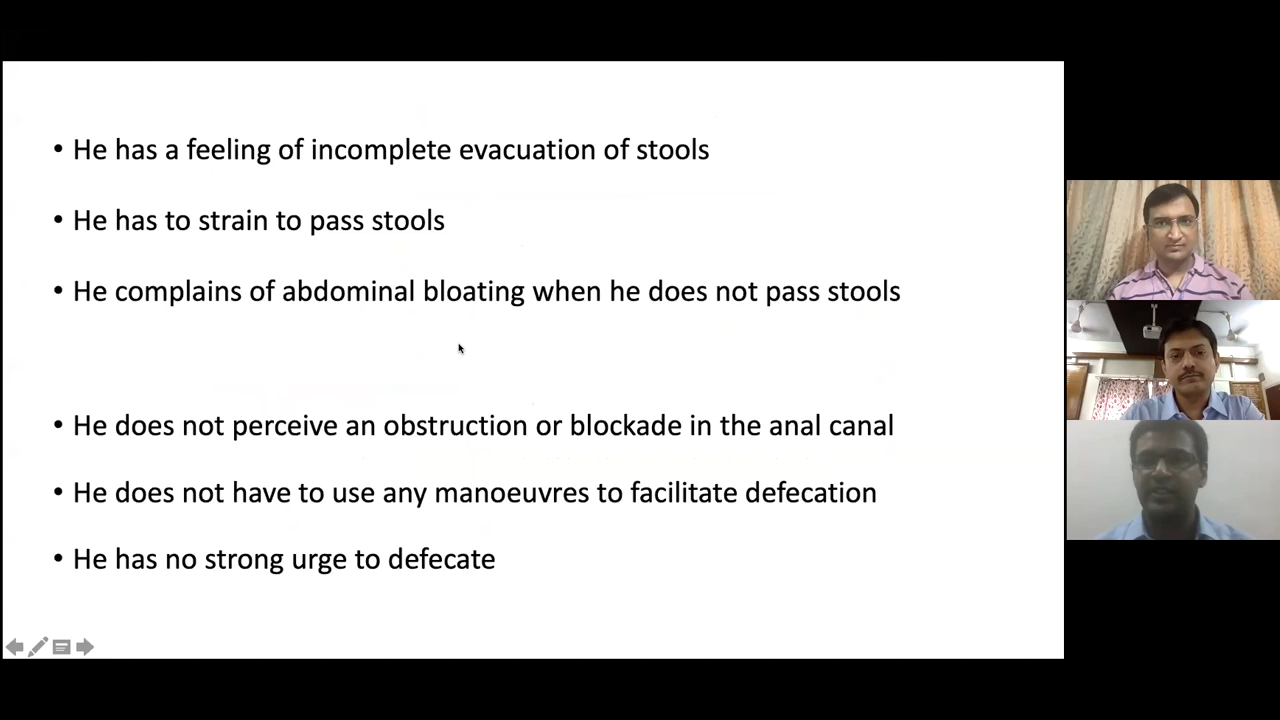 • He has a feeling of incomplete evacuation of stools
• He has to strain to pass stools
• He complains of abdominal bloating when he does not pass stools
• He does not perceive an obstruction or blockade in the anal canal
• He does not have to use any manoeuvres to facilitate defecation
• He has no strong urge to defecate